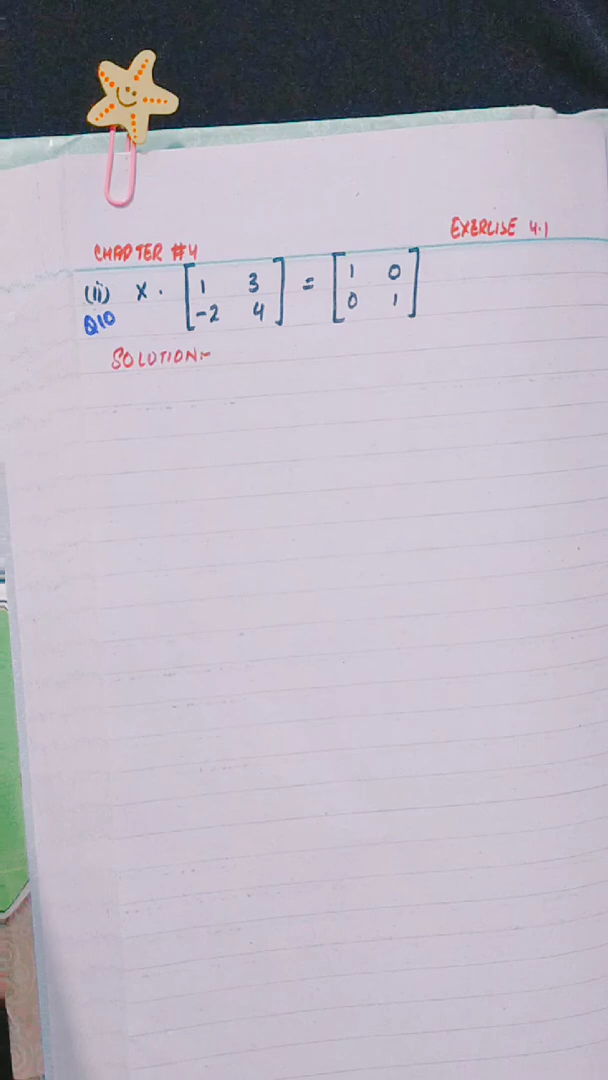 EXERCISE 4.1
CHAPTER #4
(ii) X . [ 1 3 ] = [ 1 0 ]
Q10 [ -2 4 ] [ 0 1 ]
SOLUTION:-